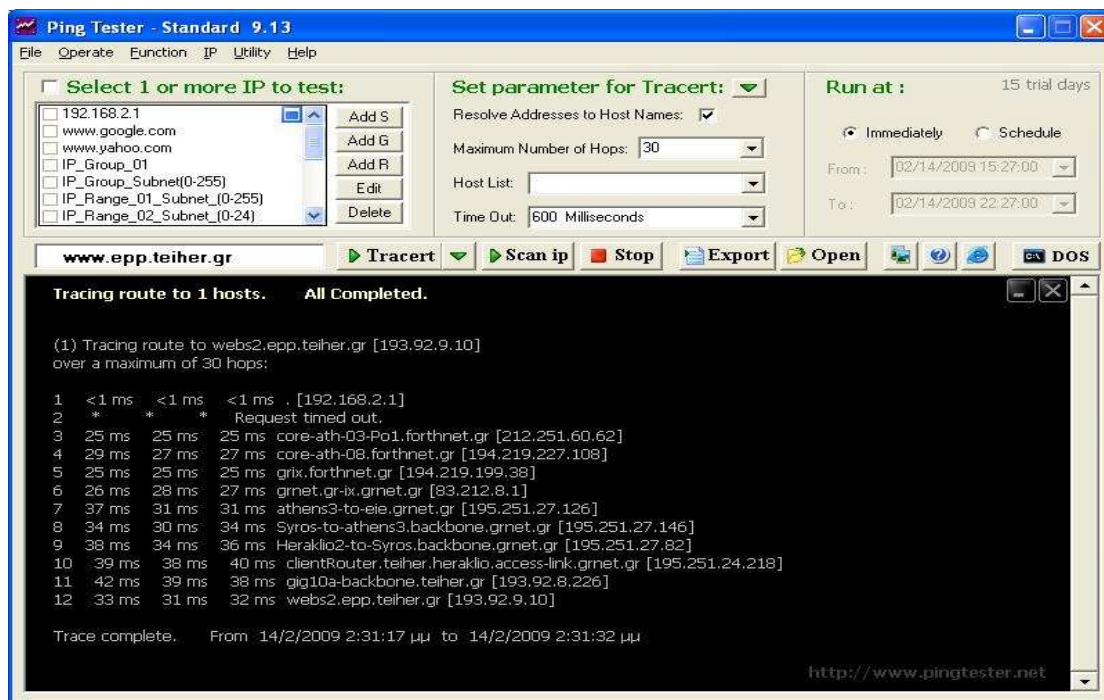 Ping Tester - Standard 9.13
File Operate Function IP Utility Help
Select 1 or more IP to test:
192.168.2.1
www.google.com
www.yahoo.com
IP_Group_01
IP_Group_Subnet(0-255)
IP_Range_01_Subnet_(0-255)
IP_Range_02_Subnet_(0-24)
Add S
Add G
Add R
Edit
Delete
Set parameter for Tracert:
Resolve Addresses to Host Names:
Maximum Number of Hops: 30
Host List:
Time Out: 600 Milliseconds
Run at : 15 trial days
Immediately Schedule
From : 02/14/2009 15:27:00
To : 02/14/2009 22:27:00
www.epp.teiher.gr Tracert Scan ip Stop Export Open DOS
Tracing route to 1 hosts. All Completed.
(1) Tracing route to webs2.epp.teiher.gr [193.92.9.10]
over a maximum of 30 hops:
1 <1 ms <1 ms <1 ms . [192.168.2.1]
2 * * * Request timed out.
3 25 ms 25 ms 25 ms core-ath-03-Po1.forthnet.gr [212.251.60.62]
4 29 ms 27 ms 27 ms core-ath-08.forthnet.gr [194.219.227.108]
5 25 ms 25 ms 25 ms grix.forthnet.gr [194.219.199.38]
6 26 ms 28 ms 27 ms grnet.gr-ix.grnet.gr [83.212.8.1]
7 37 ms 31 ms 31 ms athens3-to-eie.grnet.gr [195.251.27.126]
8 34 ms 30 ms 34 ms Syros-to-athens3.backbone.grnet.gr [195.251.27.146]
9 38 ms 34 ms 36 ms Heraklio2-to-Syros.backbone.grnet.gr [195.251.27.82]
10 39 ms 38 ms 40 ms clientRouter.teiher.heraklio.access-link.grnet.gr [195.251.24.218]
11 42 ms 39 ms 38 ms gig10a-backbone.teiher.gr [193.92.8.226]
12 33 ms 31 ms 32 ms webs2.epp.teiher.gr [193.92.9.10]
Trace complete. From 14/2/2009 2:31:17 μμ to 14/2/2009 2:31:32 μμ
http://www.pingtester.net